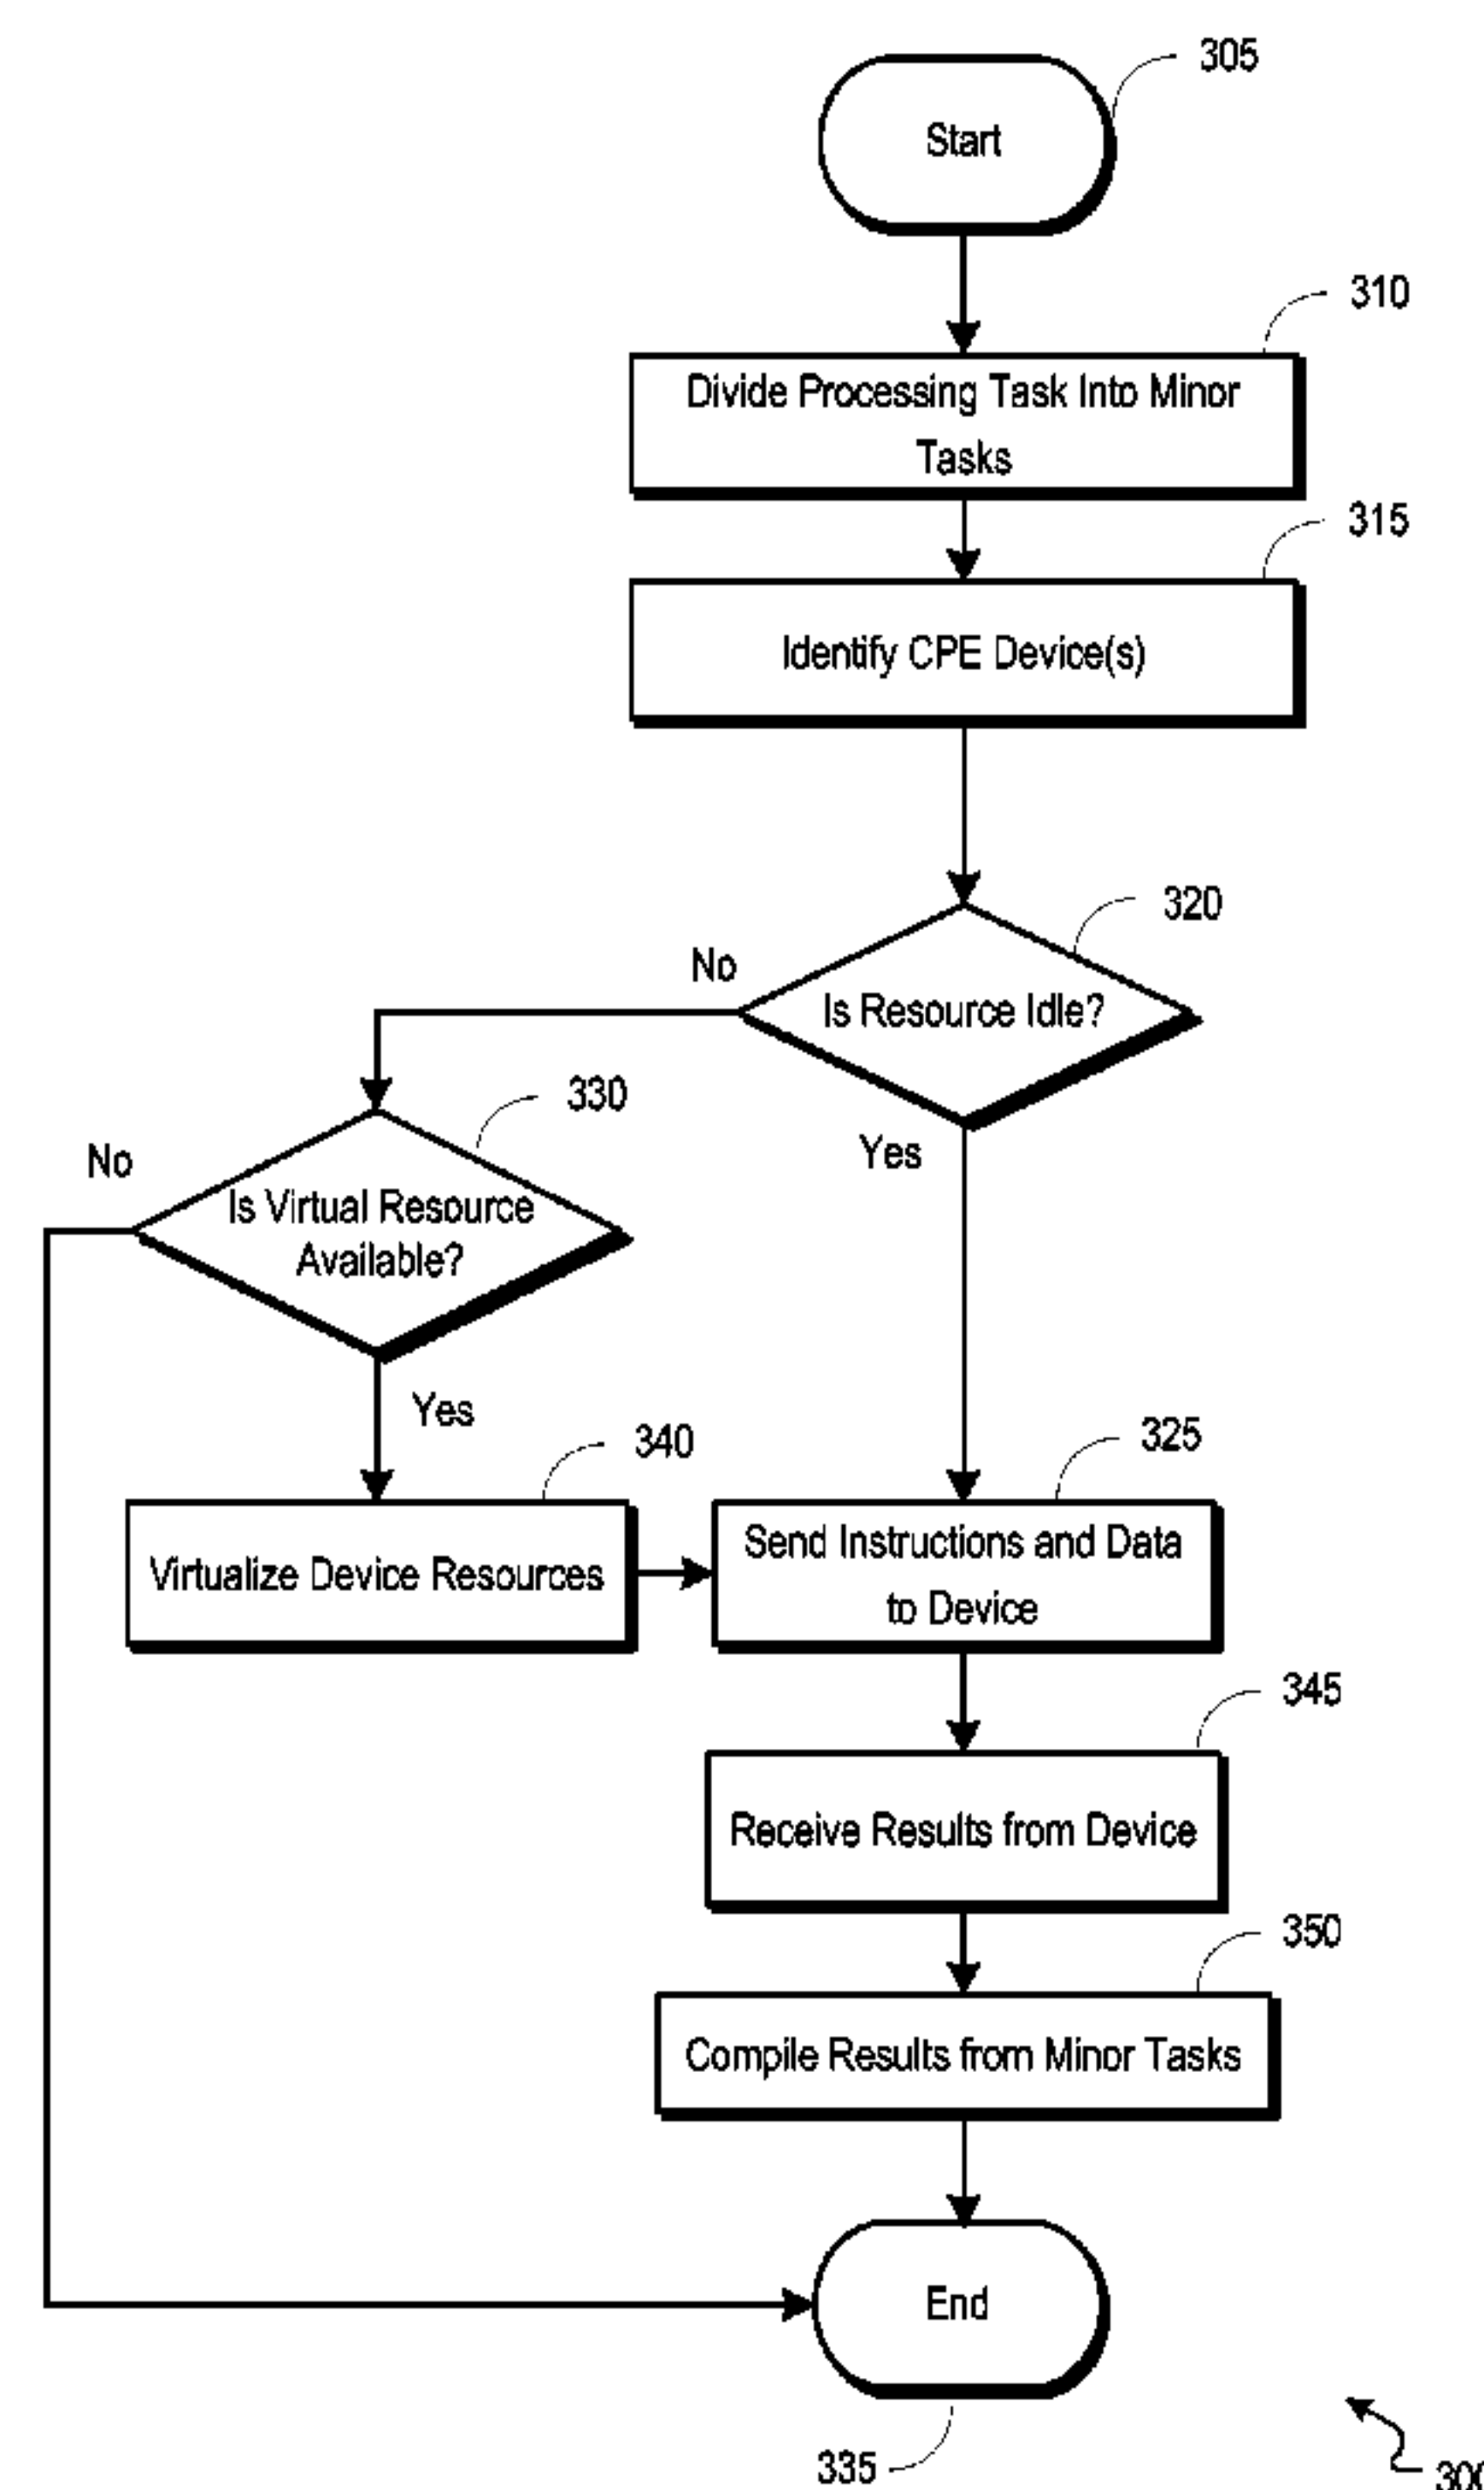 305
Start
310
Divide Processing Task Into Minor
Tasks
315
Identify CPE Device(s)
320
No
Is Resource Idle?
330
No
Yes
Is Virtual Resource
Available?
Yes
340
325
Virtualize Device Resources
Send Instructions and Data
to Device
345
Receive Results from Device
350
Compile Results from Minor Tasks
End
335
300